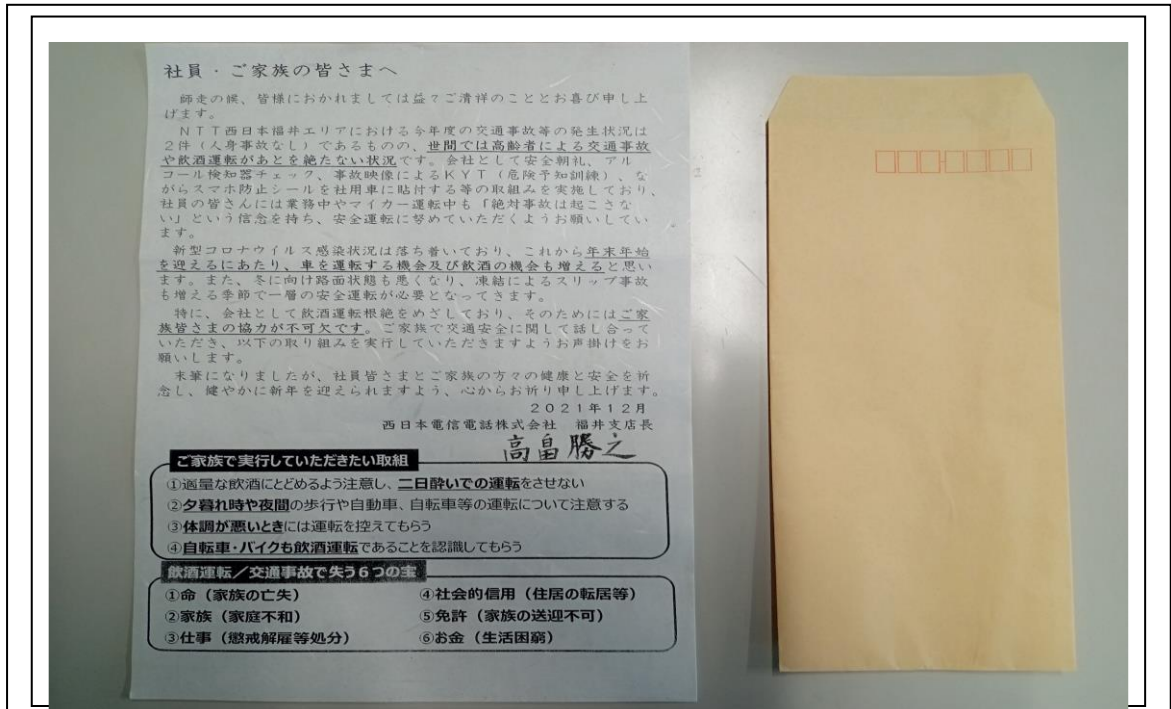 社員・ご家族の皆さまへ
師走の候、皆様におかれましては益々ご清祥のこととお喜び申し上
げます。
NTT西日本福井エリアにおける今年度の交通事故等の発生状況は
2件(人身事故なし)であるものの、世間では高齢者による交通事故
や飲酒運転があとを絶たない状況です。会社として安全朝礼、アル
コール検知器チェック、事故映像によるKYT(危険予知訓練)、な
がらスマホ防止シールを社用車に貼付する等の取組みを実施しており、
社員の皆さんには業務中やマイカー運転中も「絶対事故は起こさな
い」という信念を持ち、安全運転に努めていただくようお願いしてい
ます。
新型コロナウイルス感染状況は落ち着いており、これから年末年始
を迎えるにあたり、車を運転する機会及び飲酒の機会も増えると思い
ます。また、冬に向け路面状態も悪くなり、凍結によるスリップ事故
も増える季節で一層の安全運転が必要となってきます。
特に、会社として飲酒運転根絶をめざしており、そのためにはご家
族皆さまの協力が不可欠です。ご家族で交通安全に関して話し合って
いただき、以下の取り組みを実行していただきますようお声掛けをお
願いします。
末筆になりましたが、社員皆さまとご家族の方々の健康と安全を祈
念し、健やかに新年を迎えられますよう、心からお祈り申し上げます。
2021年12月
西日本電信電話株式会社 福井支店長
高畠勝之
ご家族で実行していただきたい取組
①適量な飲酒にとどめるよう注意し、二日酔いでの運転をさせない
②夕暮れ時や夜間の歩行や自動車、自転車等の運転について注意する
③体調が悪いときには運転を控えてもらう
④自転車・バイクも飲酒運転であることを認識してもらう
飲酒運転/交通事故で失う6つの宝
①命(家族の亡失)
②家族(家庭不和)
③仕事(懲戒解雇等処分)
④社会的信用(住居の転居等)
⑤免許(家族の送迎不可)
⑥お金(生活困窮)